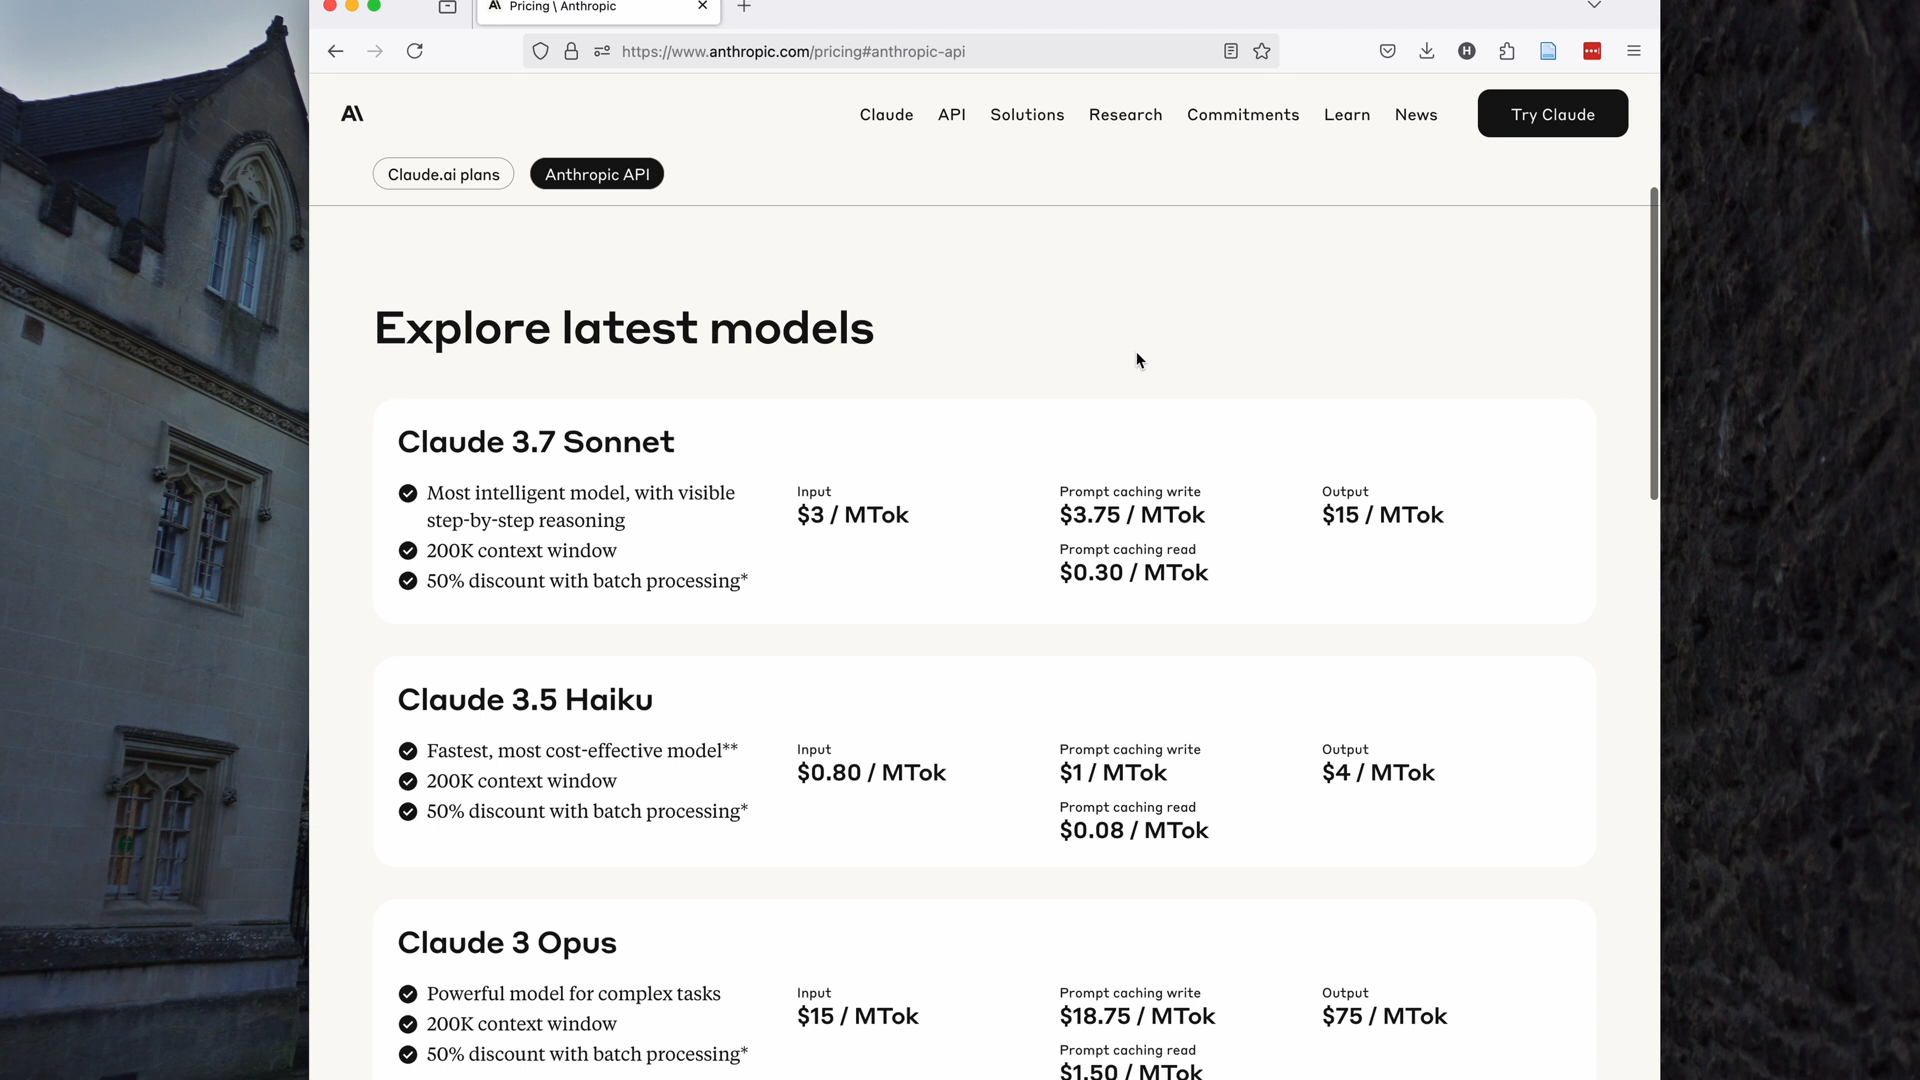 Pricing \ Anthropic
https://www.anthropic.com/pricing#anthropic-api
H
A\
Claude API Solutions Research Commitments Learn News Try Claude
Claude.ai plans Anthropic API
Explore latest models
Claude 3.7 Sonnet
Most intelligent model, with visible
step-by-step reasoning
200K context window
50% discount with batch processing*
Input
$3 / MTok
Prompt caching write
$3.75 / MTok
Prompt caching read
$0.30 / MTok
Output
$15 / MTok
Claude 3.5 Haiku
Fastest, most cost-effective model**
200K context window
50% discount with batch processing*
Input
$0.80 / MTok
Prompt caching write
$1 / MTok
Prompt caching read
$0.08 / MTok
Output
$4 / MTok
Claude 3 Opus
Powerful model for complex tasks
200K context window
50% discount with batch processing*
Input
$15 / MTok
Prompt caching write
$18.75 / MTok
Prompt caching read
$1.50 / MTok
Output
$75 / MTok